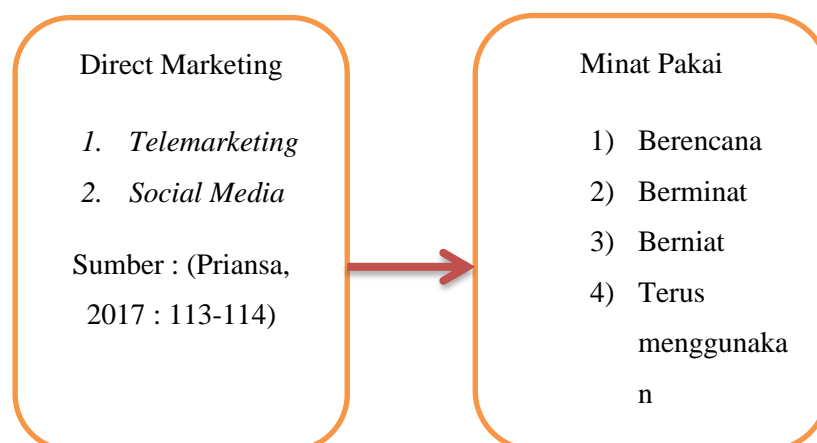 Direct Marketing
1. Telemarketing
2. Social Media
Sumber : (Priansa,
2017 : 113-114)
Minat Pakai
1) Berencana
2) Berminat
3) Berniat
4) Terus
menggunaka
n